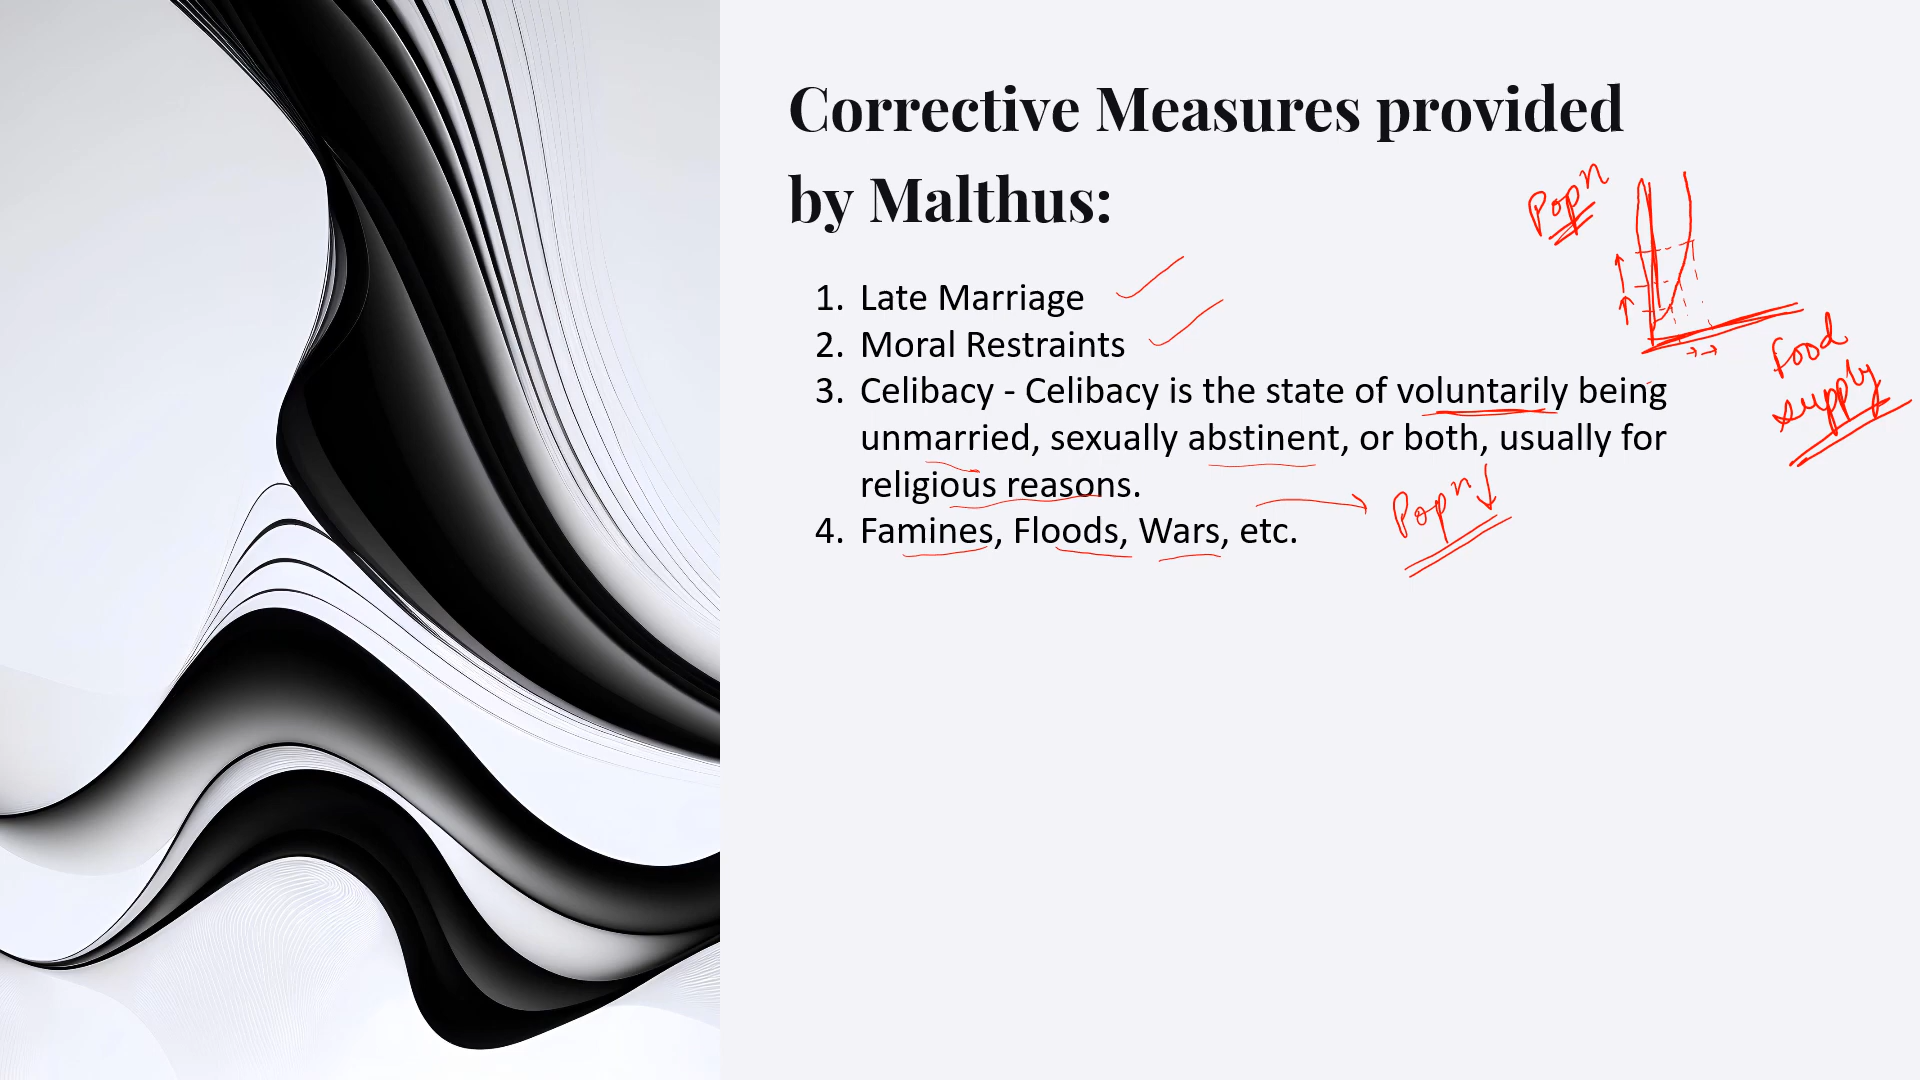 Corrective Measures provided
by Malthus:
Popⁿ
1. Late Marriage
2. Moral Restraints
Food
supply
3. Celibacy - Celibacy is the state of voluntarily being
unmarried, sexually abstinent, or both, usually for
religious reasons.
Popⁿ↓
4. Famines, Floods, Wars, etc.